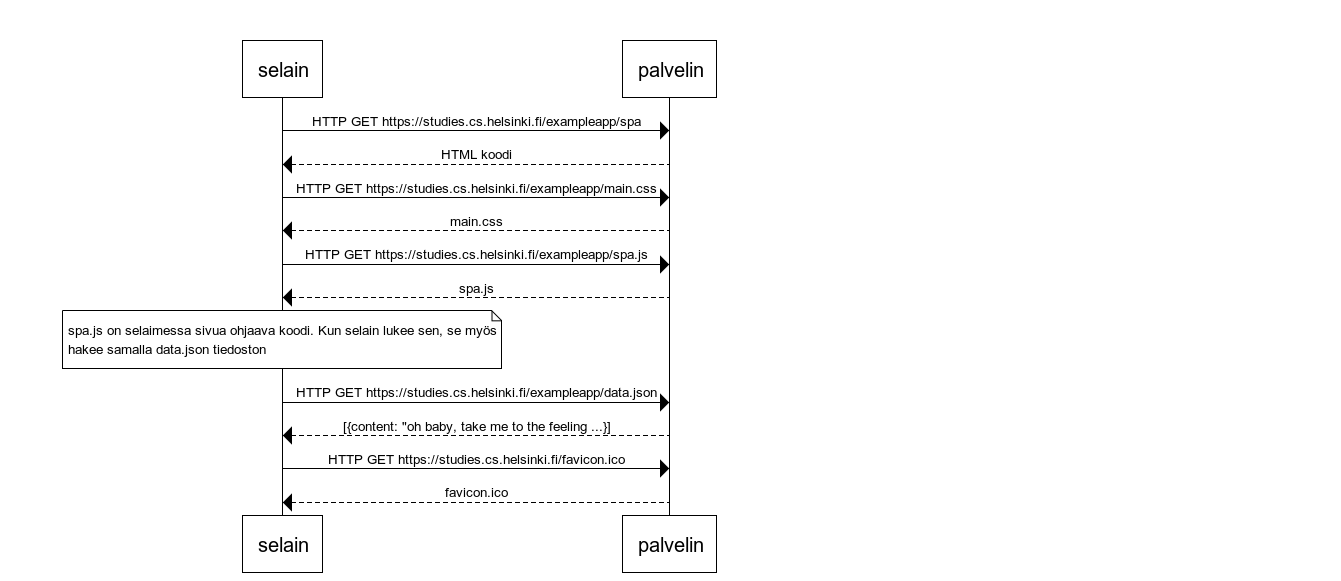 selain
palvelin
HTTP GET https://studies.cs.helsinki.fi/exampleapp/spa
HTML koodi
HTTP GET https://studies.cs.helsinki.fi/exampleapp/main.css
main.css
HTTP GET https://studies.cs.helsinki.fi/exampleapp/spa.js
spa.js
spa.js on selaimessa sivua ohjaava koodi. Kun selain lukee sen, se myös
hakee samalla data.json tiedoston
HTTP GET https://studies.cs.helsinki.fi/exampleapp/data.json
[{content: "oh baby, take me to the feeling ...}]
HTTP GET https://studies.cs.helsinki.fi/favicon.ico
favicon.ico
selain
palvelin